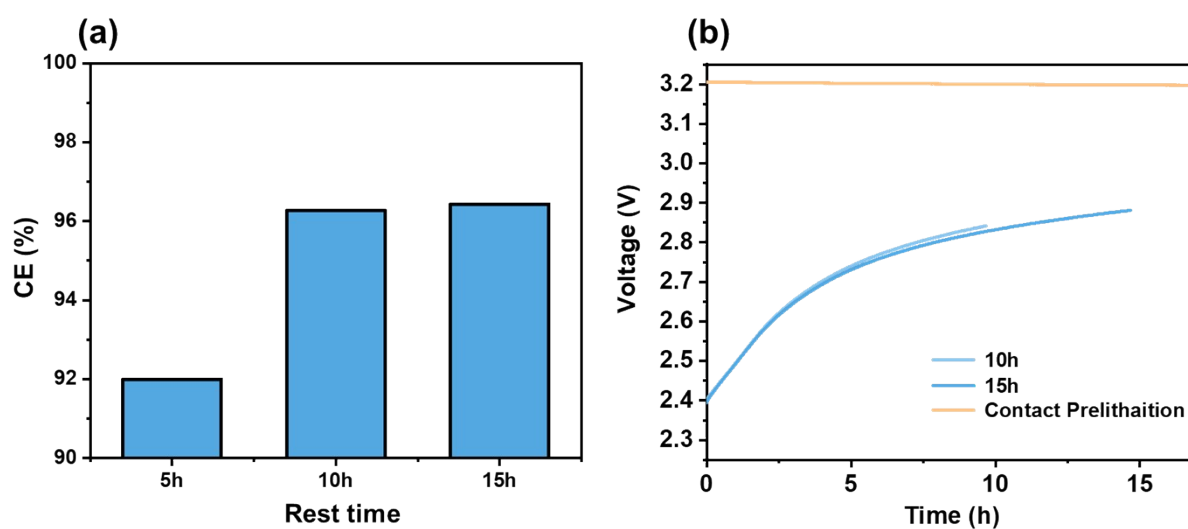 (a)
100
98
96
94
92
90
CE (%)
5h
10h
15h
Rest time
(b)
3.2
3.1
3.0
2.9
2.8
2.7
2.6
2.5
2.4
2.3
Voltage (V)
10h
15h
Contact Prelithaition
0
5
10
15
Time (h)